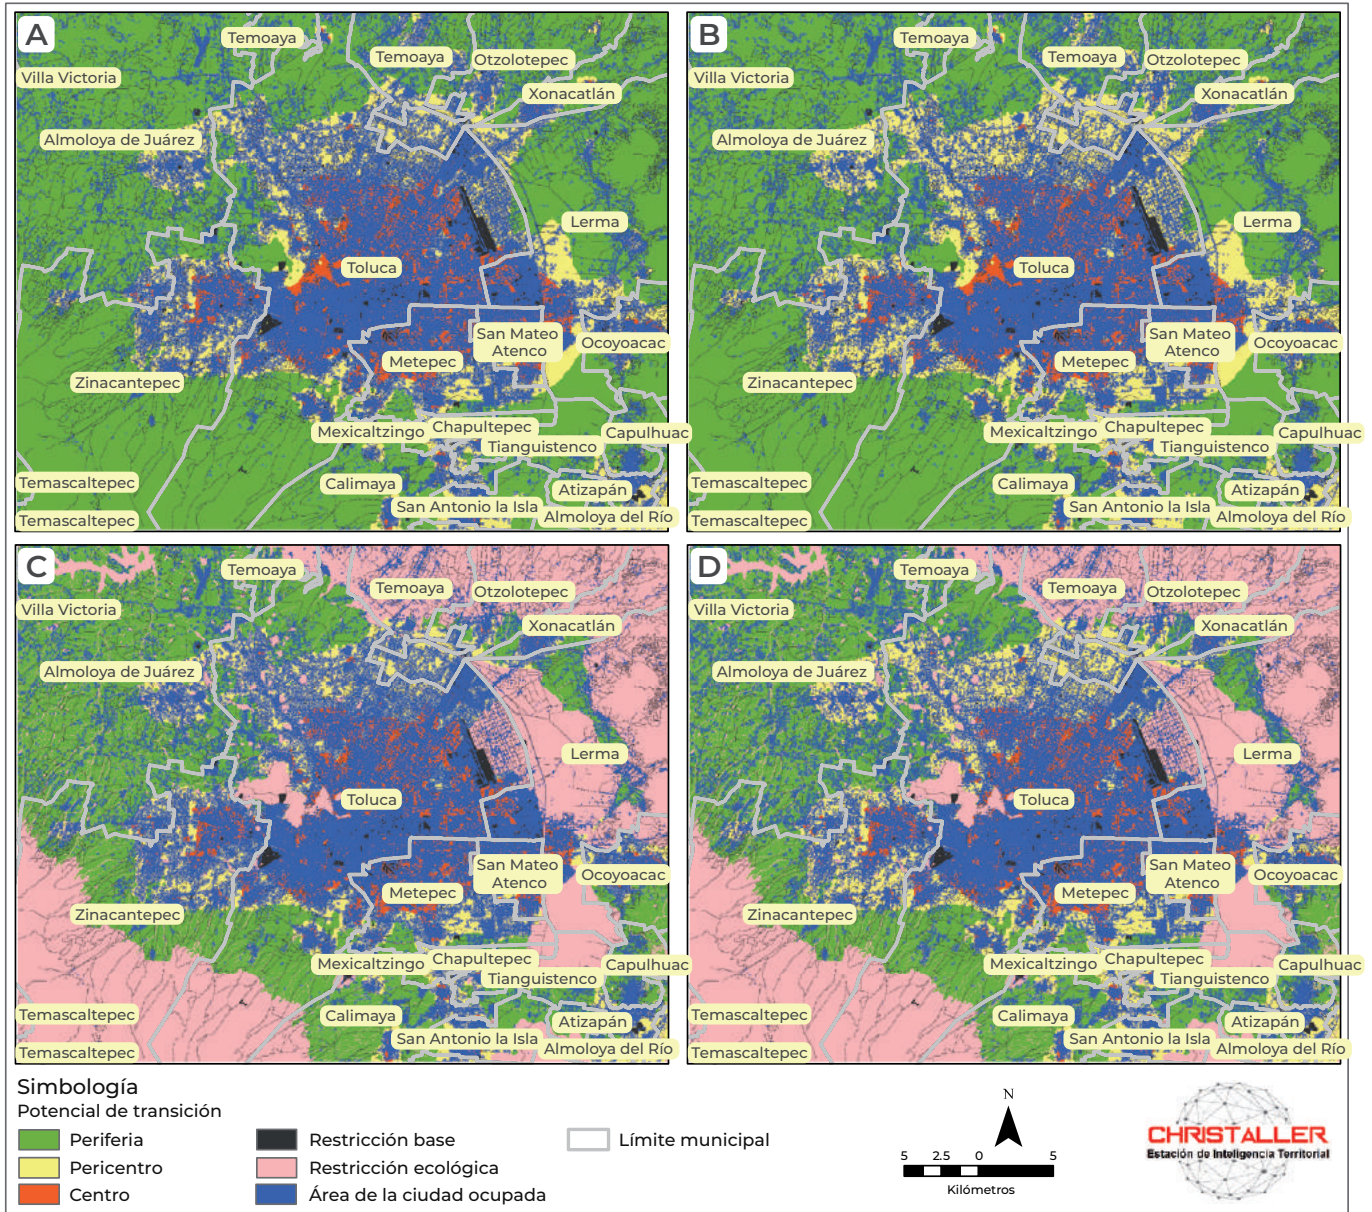 A
Temoaya
Temoaya
Otzolotepec
Villa Victoria
Xonacatlán
Almoloya de Juárez
Lerma
Toluca
San Mateo
Atenco
Ocoyoacac
Metepec
Zinacantepec
Mexicaltzingo
Chapultepec
Capulhuac
Tianguistenco
Temascaltepec
Calimaya
Atizapán
San Antonio la Isla
Almoloya del Río
Temascaltepec
B
Temoaya
Temoaya
Otzolotepec
Villa Victoria
Xonacatlán
Almoloya de Juárez
Lerma
Toluca
San Mateo
Atenco
Ocoyoacac
Metepec
Zinacantepec
Mexicaltzingo
Chapultepec
Capulhuac
Tianguistenco
Temascaltepec
Calimaya
Atizapán
San Antonio la Isla
Almoloya del Río
Temascaltepec
C
Temoaya
Temoaya
Otzolotepec
Villa Victoria
Xonacatlán
Almoloya de Juárez
Lerma
Toluca
San Mateo
Atenco
Ocoyoacac
Metepec
Zinacantepec
Mexicaltzingo
Chapultepec
Capulhuac
Tianguistenco
Temascaltepec
Calimaya
Atizapán
San Antonio la Isla
Almoloya del Río
Temascaltepec
D
Temoaya
Temoaya
Otzolotepec
Villa Victoria
Xonacatlán
Almoloya de Juárez
Lerma
Toluca
San Mateo
Atenco
Ocoyoacac
Metepec
Zinacantepec
Mexicaltzingo
Chapultepec
Capulhuac
Tianguistenco
Temascaltepec
Calimaya
Atizapán
San Antonio la Isla
Almoloya del Río
Temascaltepec
Simbología
Potencial de transición
Periferia
Pericentro
Centro
Restricción base
Restricción ecológica
Área de la ciudad ocupada
Límite municipal
N
5 2.5 0 5
Kilómetros
CHRISTALLER
Estación de Inteligencia Territorial